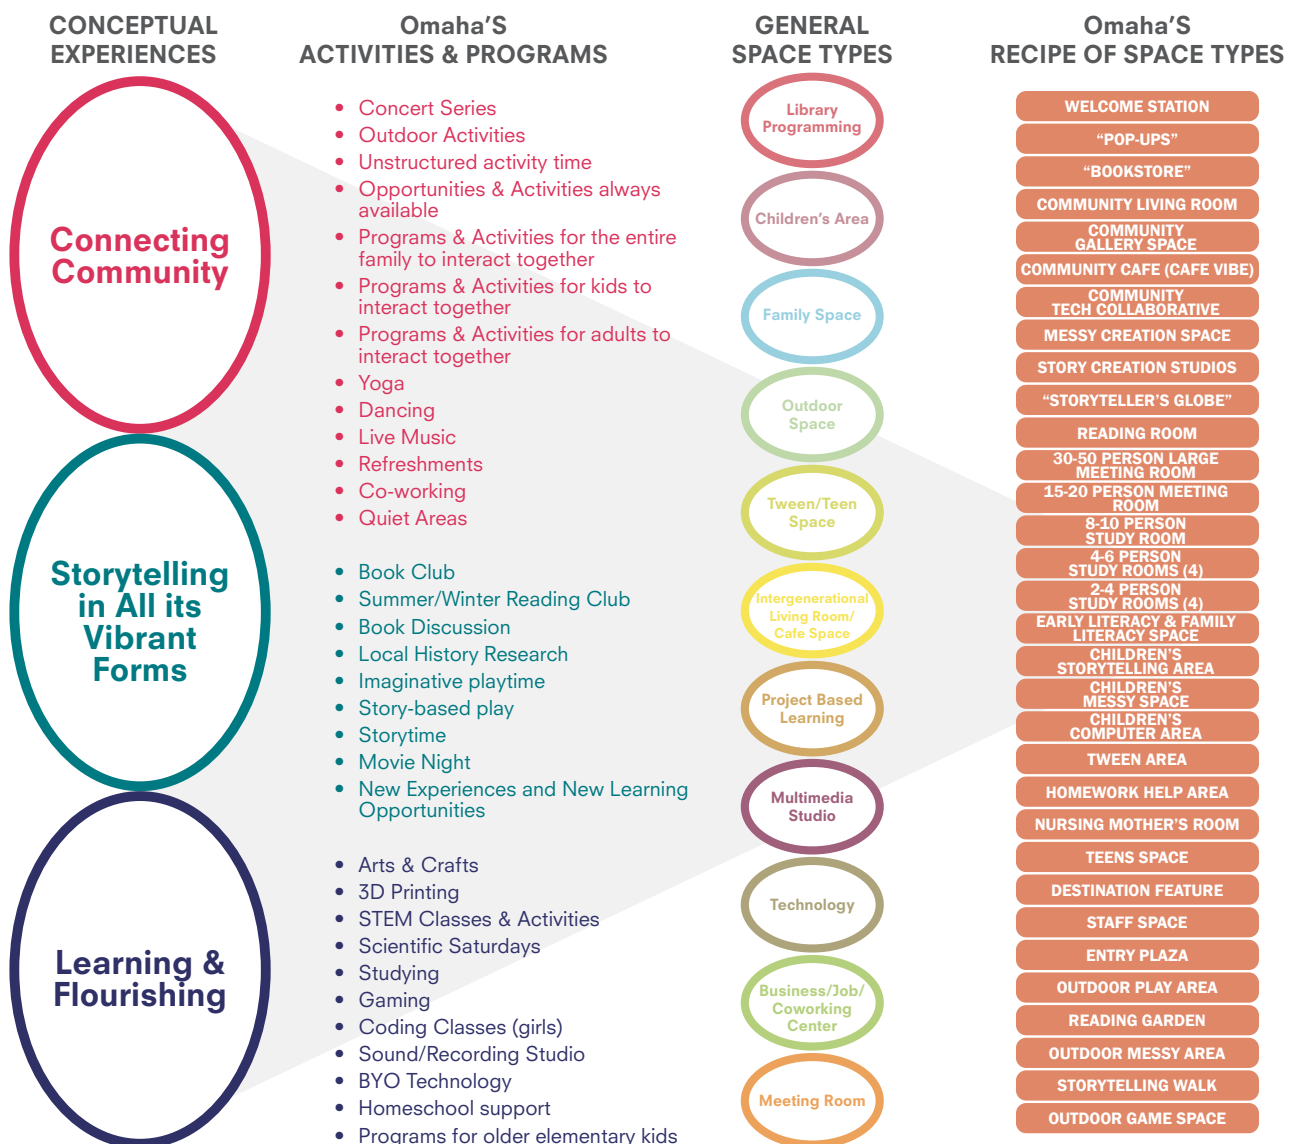 CONCEPTUAL
EXPERIENCES
Connecting
Community
Storytelling
in All its
Vibrant
Forms
Learning &
Flourishing
Omaha’S
ACTIVITIES & PROGRAMS
• Concert Series
• Outdoor Activities
• Unstructured activity time
• Opportunities & Activities always
available
• Programs & Activities for the entire
family to interact together
• Programs & Activities for kids to
interact together
• Programs & Activities for adults to
interact together
• Yoga
• Dancing
• Live Music
• Refreshments
• Co-working
• Quiet Areas
• Book Club
• Summer/Winter Reading Club
• Book Discussion
• Local History Research
• Imaginative playtime
• Story-based play
• Storytime
• Movie Night
• New Experiences and New Learning
Opportunities
• Arts & Crafts
• 3D Printing
• STEM Classes & Activities
• Scientific Saturdays
• Studying
• Gaming
• Coding Classes (girls)
• Sound/Recording Studio
• BYO Technology
• Homeschool support
• Programs for older elementary kids
GENERAL
SPACE TYPES
Library
Programming
Children’s Area
Family Space
Outdoor
Space
Tween/Teen
Space
Intergenerational
Living Room/
Cafe Space
Project Based
Learning
Multimedia
Studio
Technology
Business/Job/
Coworking
Center
Meeting Room
Omaha’S
RECIPE OF SPACE TYPES
WELCOME STATION
“POP-UPS”
“BOOKSTORE”
COMMUNITY LIVING ROOM
COMMUNITY
GALLERY SPACE
COMMUNITY CAFE (CAFE VIBE)
COMMUNITY
TECH COLLABORATIVE
MESSY CREATION SPACE
STORY CREATION STUDIOS
“STORYTELLER’S GLOBE”
READING ROOM
30-50 PERSON LARGE
MEETING ROOM
15-20 PERSON MEETING
ROOM
8-10 PERSON
STUDY ROOM
4-6 PERSON
STUDY ROOMS (4)
2-4 PERSON
STUDY ROOMS (4)
EARLY LITERACY & FAMILY
LITERACY SPACE
CHILDREN’S
STORYTELLING AREA
CHILDREN’S
MESSY SPACE
CHILDREN’S
COMPUTER AREA
TWEEN AREA
HOMEWORK HELP AREA
NURSING MOTHER’S ROOM
TEENS SPACE
DESTINATION FEATURE
STAFF SPACE
ENTRY PLAZA
OUTDOOR PLAY AREA
READING GARDEN
OUTDOOR MESSY AREA
STORYTELLING WALK
OUTDOOR GAME SPACE